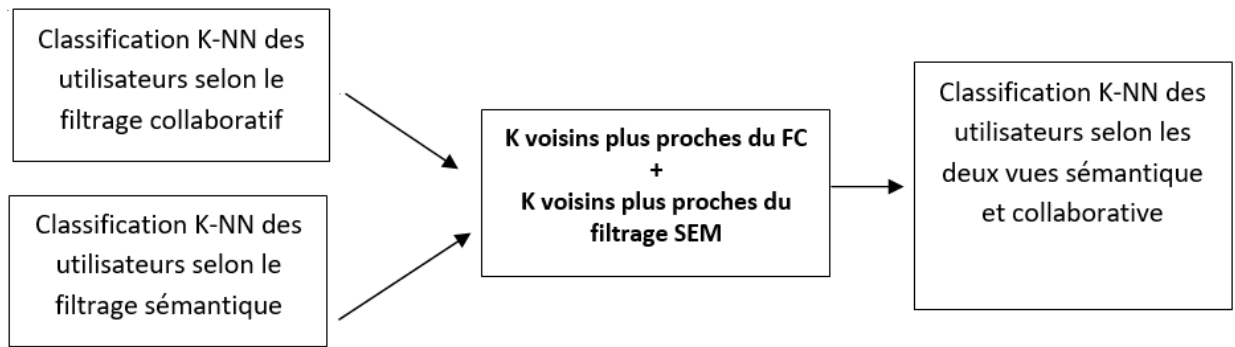 Classification K-NN des
utilisateurs selon le
filtrage collaboratif
Classification K-NN des
utilisateurs selon le
filtrage sémantique
K voisins plus proches du FC
+
K voisins plus proches du
filtrage SEM
Classification K-NN des
utilisateurs selon les
deux vues sémantique
et collaborative